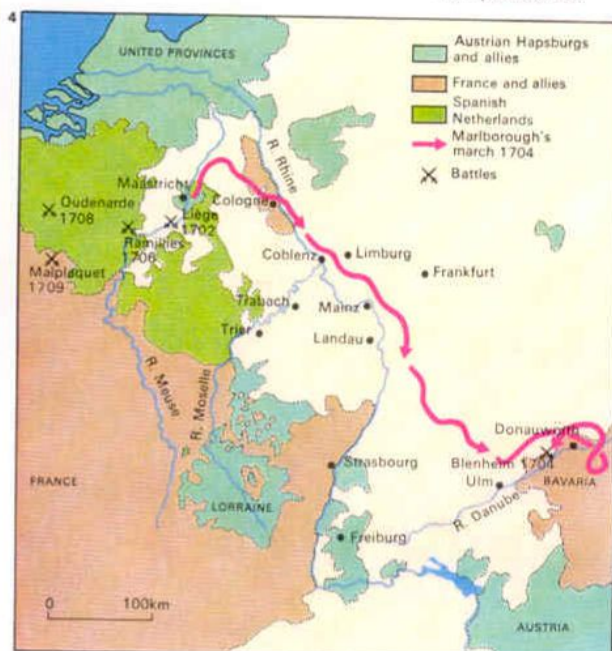 4
UNITED PROVINCES
Austrian Hapsburgs
and allies
France and allies
Spanish
Netherlands
Marlborough's
march 1704
Battles
R. Rhine
Maastricht
Cologne
Oudenarde
1708
Liège
1702
Ramillies
1706
Malplaquet
1709
Coblenz
Limburg
Frankfurt
Trabach
Mainz
Trier
Landau
R. Meuse
R. Moselle
Donauworth
Strasbourg
Blenheim 1704
Ulm
BAVARIA
FRANCE
LORRAINE
R. Danube
Freiburg
0 100km
AUSTRIA